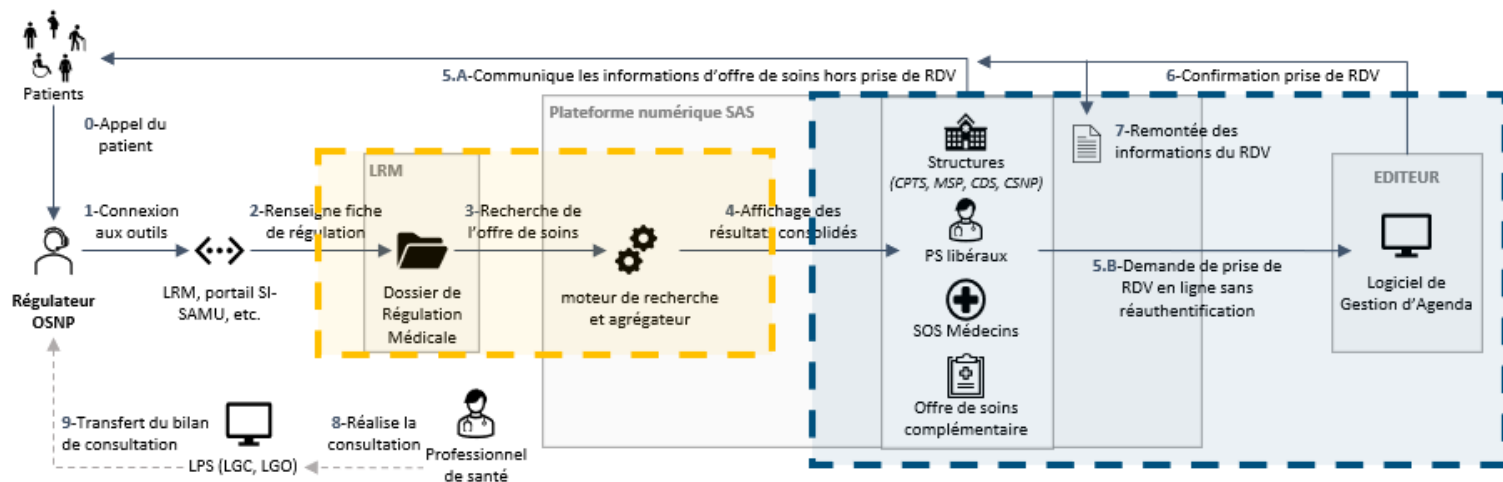 Patients
0-Appel du
patient
5.A-Communique les informations d'offre de soins hors prise de RDV
6-Confirmation prise de RDV
Plateforme numérique SAS
7-Remontée des
informations du RDV
Structures
(CPTS, MSP, CDS, CSNP)
LRM
EDITEUR
1-Connexion
aux outils
2-Renseigne fiche
de régulation
3-Recherche de
l'offre de soins
4-Affichage des
résultats consolidés
PS libéraux
5.B-Demande de prise de
RDV en ligne sans
réauthentification
Logiciel de
Gestion d'Agenda
Régulateur
OSNP
LRM, portail SI-
SAMU, etc.
Dossier de
Régulation
Médicale
moteur de recherche
et agrégateur
SOS Médecins
Offre de soins
complémentaire
9-Transfert du bilan
de consultation
LPS (LGC, LGO)
8-Réalise la
consultation
Professionnel
de santé